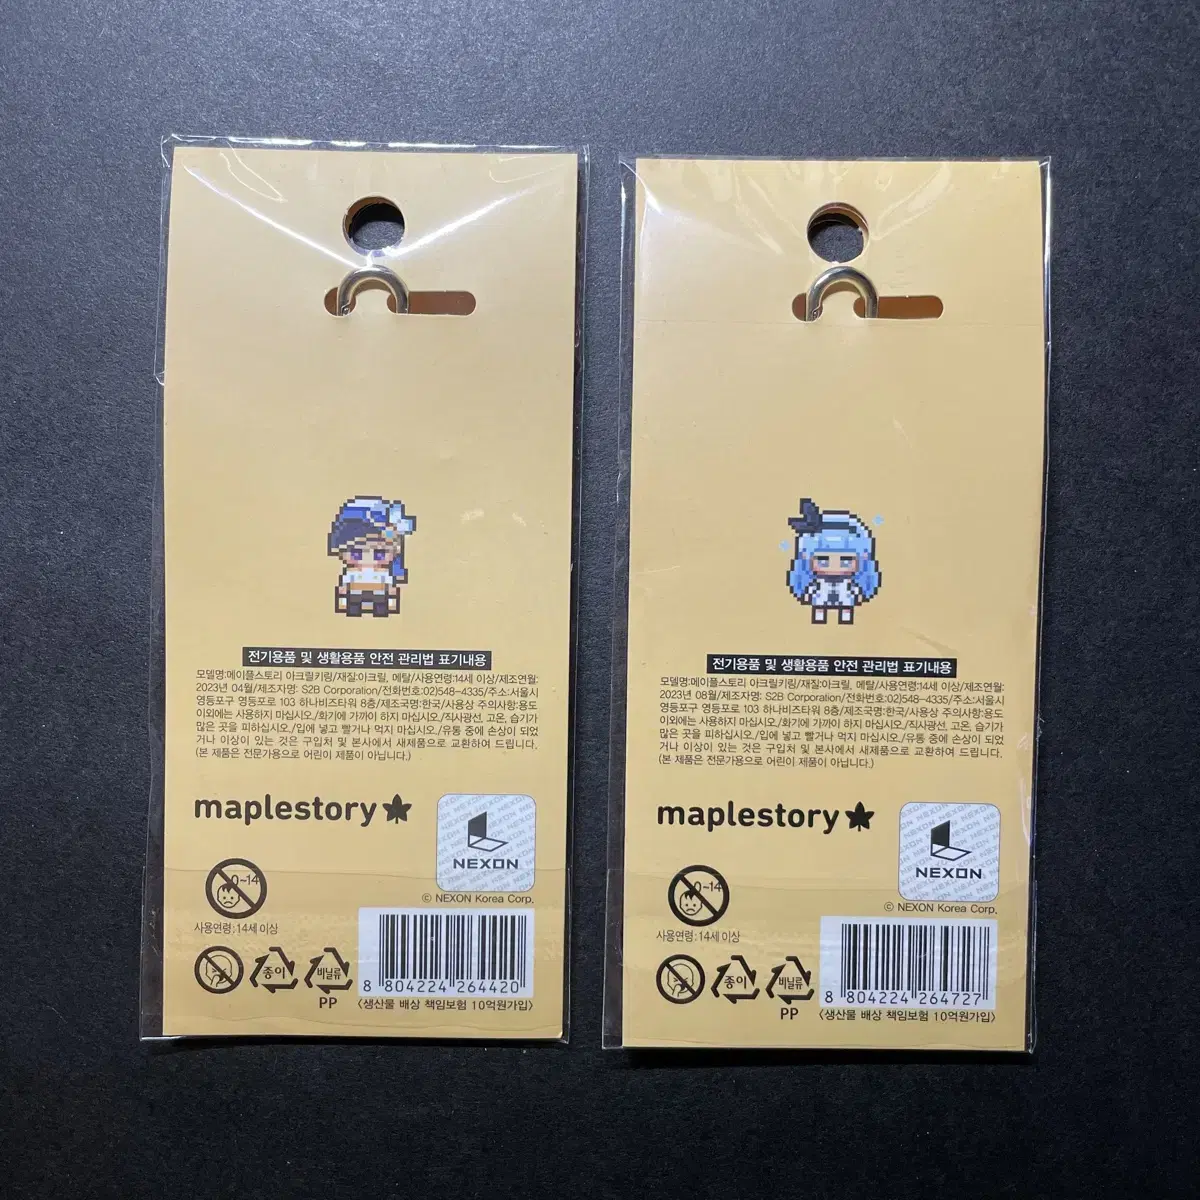 전기용품 및 생활용품 안전 관리법 표기내용
모델명:메이플스토리 아크릴키링/재질:아크릴, 메탈/사용연령:14세 이상/제조연월:
2023년 04월/제조자명: S2B Corporation/전화번호:02)548-4335/주소:서울시
영등포구 영등포로 103 하나비즈타워 8층/제조국명:한국/사용상 주의사항:용도
이외에는 사용하지 마십시오./화기에 가까이 하지 마십시오./직사광선, 고온, 습기가
많은 곳을 피하십시오./입에 넣고 빨거나 먹지 마십시오./유통 중에 손상이 되었
거나 이상이 있는 것은 구입처 및 본사에서 새제품으로 교환하여 드립니다.
(본 제품은 전문가용으로 어린이 제품이 아닙니다.)
maplestory
NEXON
© NEXON Korea Corp.
0~14
사용연령:14세 이상
종이
비닐류
PP
8 804224 264420
<생산물 배상 책임보험 10억원가입>
전기용품 및 생활용품 안전 관리법 표기내용
모델명:메이플스토리 아크릴키링/재질:아크릴, 메탈/사용연령:14세 이상/제조연월:
2023년 08월/제조자명: S2B Corporation/전화번호:02)548-4335/주소:서울시
영등포구 영등포로 103 하나비즈타워 8층/제조국명:한국/사용상 주의사항:용도
이외에는 사용하지 마십시오./화기에 가까이 하지 마십시오./직사광선, 고온, 습기가
많은 곳을 피하십시오./입에 넣고 빨거나 먹지 마십시오./유통 중에 손상이 되었
거나 이상이 있는 것은 구입처 및 본사에서 새제품으로 교환하여 드립니다.
(본 제품은 전문가용으로 어린이 제품이 아닙니다.)
maplestory
NEXON
© NEXON Korea Corp.
0~14
사용연령:14세 이상
종이
비닐류
PP
8 804224 264727
<생산물 배상 책임보험 10억원가입>